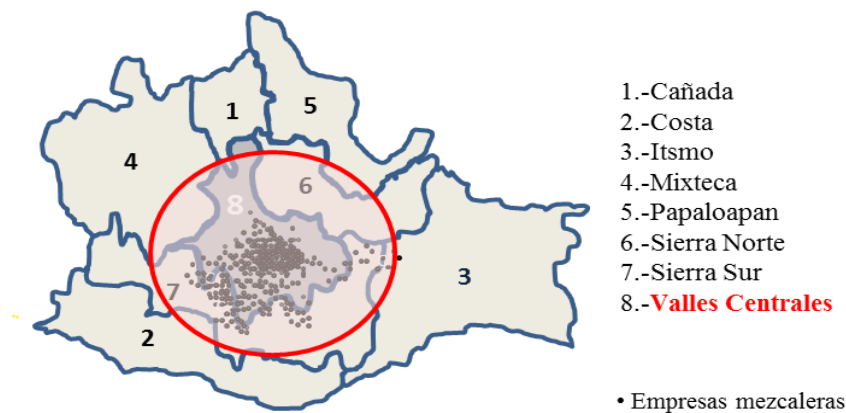 1
5
4
6
8
3
7
2
1.-Cañada
2.-Costa
3.-Itsmo
4.-Mixteca
5.-Papaloapan
6.-Sierra Norte
7.-Sierra Sur
8.-Valles Centrales
• Empresas mezcaleras